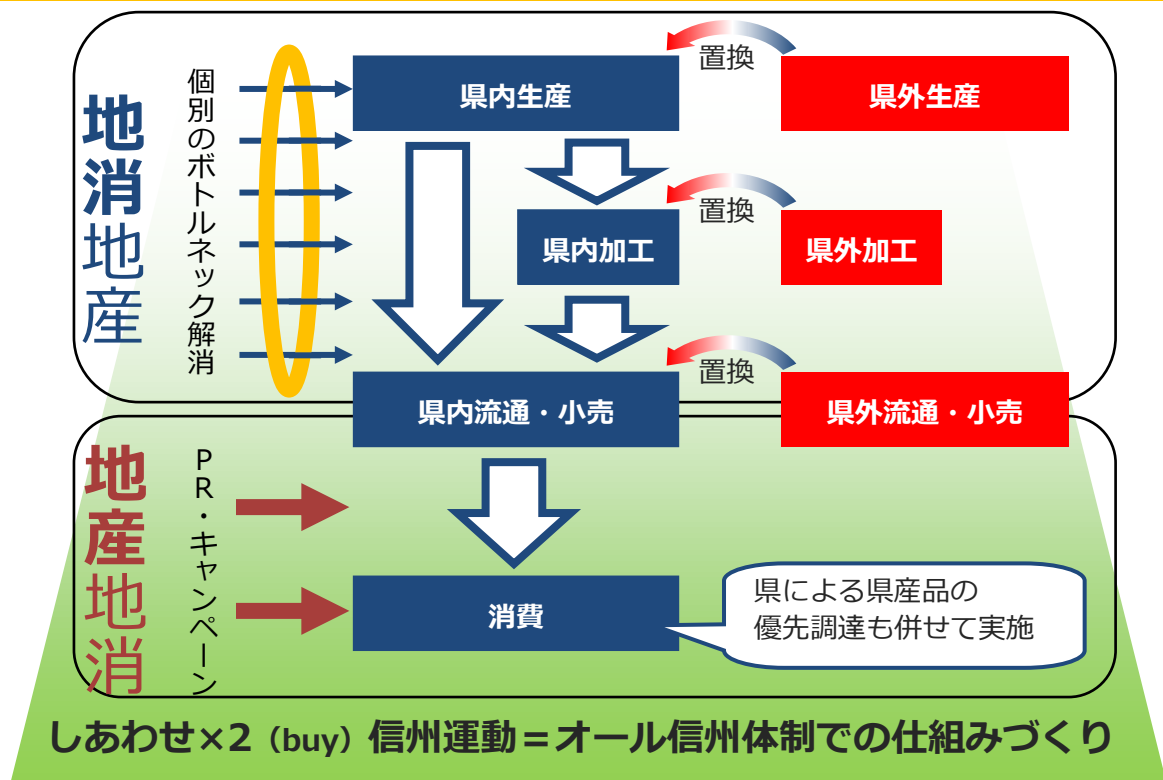 地消地産
個別のボトルネック解消
県内生産
置換
県外生産
県内加工
置換
県外加工
県内流通・小売
置換
県外流通・小売
地産地消
PR・キャンペーン
消費
県による県産品の
優先調達も併せて実施
しあわせ×2（buy）信州運動＝オール信州体制での仕組みづくり